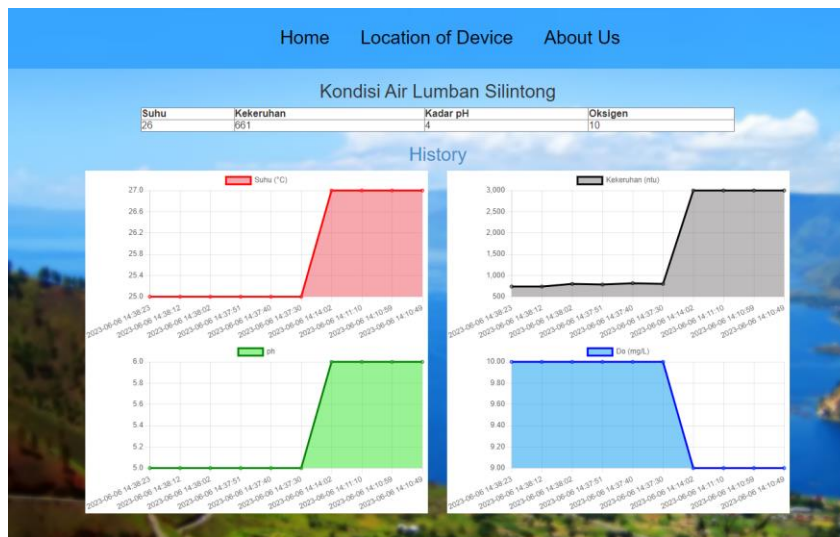 Home Location of Device About Us
Kondisi Air Lumban Silintong
Suhu Kekeruhan Kadar pH Oksigen
26 661 4 10
History
Suhu (°C)
27.0
26.6
26.2
25.8
25.4
25.0
2023-06-06 14:38:23 2023-06-06 14:38:12 2023-06-06 14:38:02 2023-06-06 14:37:51 2023-06-06 14:37:40 2023-06-06 14:37:30 2023-06-06 14:14:02 2023-06-06 14:11:10 2023-06-06 14:10:59 2023-06-06 14:10:49
Kekeruhan (ntu)
3,000
2,500
2,000
1,500
1,000
500
2023-06-06 14:38:23 2023-06-06 14:38:12 2023-06-06 14:38:02 2023-06-06 14:37:51 2023-06-06 14:37:40 2023-06-06 14:37:30 2023-06-06 14:14:02 2023-06-06 14:11:10 2023-06-06 14:10:59 2023-06-06 14:10:49
ph
6.0
5.8
5.6
5.4
5.2
5.0
2023-06-06 14:38:23 2023-06-06 14:38:12 2023-06-06 14:38:02 2023-06-06 14:37:51 2023-06-06 14:37:40 2023-06-06 14:37:30 2023-06-06 14:14:02 2023-06-06 14:11:10 2023-06-06 14:10:59 2023-06-06 14:10:49
Do (mg/L)
10.00
9.80
9.60
9.40
9.20
9.00
2023-06-06 14:38:23 2023-06-06 14:38:12 2023-06-06 14:38:02 2023-06-06 14:37:51 2023-06-06 14:37:40 2023-06-06 14:37:30 2023-06-06 14:14:02 2023-06-06 14:11:10 2023-06-06 14:10:59 2023-06-06 14:10:49